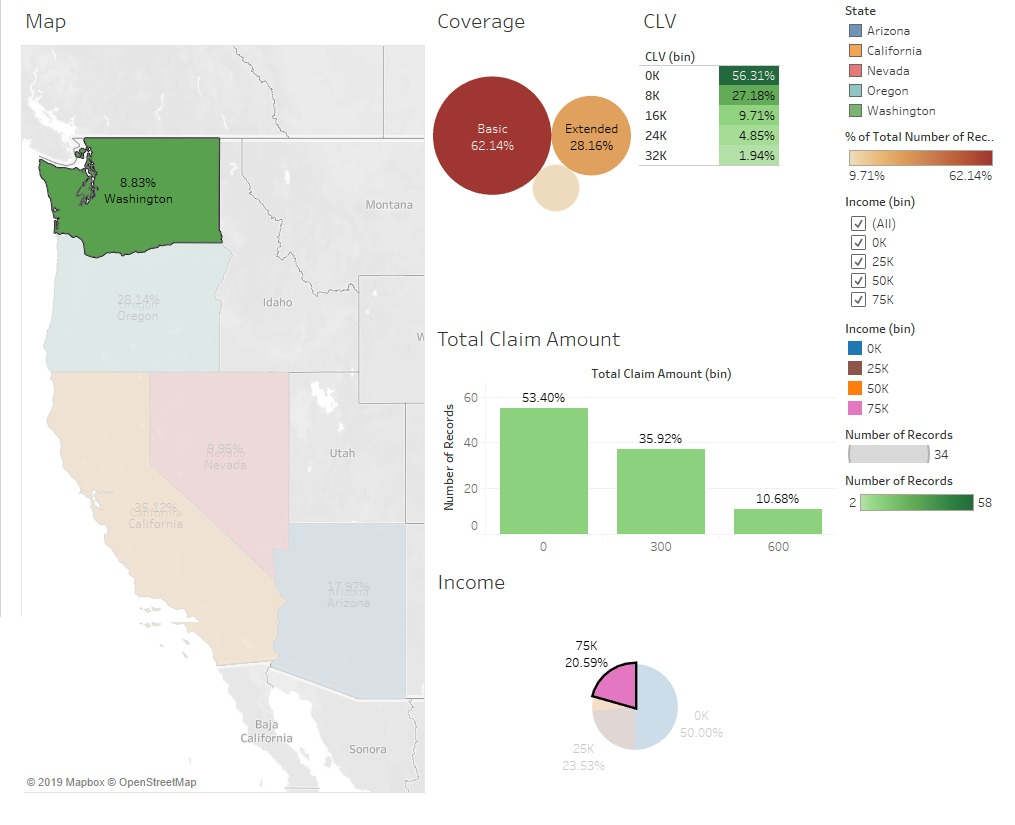 Map
8.83%
Washington
Montana
Idaho
W
28.14%
Oregon
Utah
9.95%
Nevada
35.12%
California
17.97%
Arizona
Baja
California
Sonora
© 2019 Mapbox © OpenStreetMap
Coverage
Basic
62.14%
Extended
28.16%
CLV
CLV (bin)
0K 56.31%
8K 27.18%
16K 9.71%
24K 4.85%
32K 1.94%
Total Claim Amount
Total Claim Amount (bin)
Number of Records
60
40
20
0
53.40%
35.92%
10.68%
0 300 600
Income
75K
20.59%
0K
50.00%
25K
23.53%
State
Arizona
California
Nevada
Oregon
Washington
% of Total Number of Rec..
9.71% 62.14%
Income (bin)
(All)
0K
25K
50K
75K
Income (bin)
0K
25K
50K
75K
Number of Records
34
Number of Records
2 58